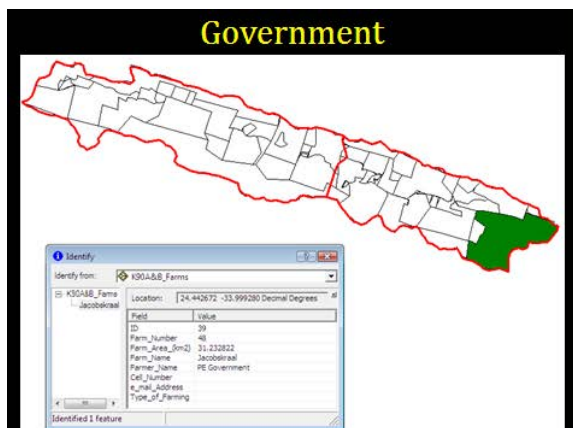 Government
Identify
Identify from: K90A&B_Farms
K90A&B_Farms
Jacobskraal
Location: 24.442672 -33.999280 Decimal Degrees
Field Value
ID 39
Farm_Number 48
Farm_Area_(km2) 31.232822
Farm_Name Jacobskraal
Farmer_Name PE Government
Cell_Number
e_mail_Address
Type_of_Farming
Identified 1 feature